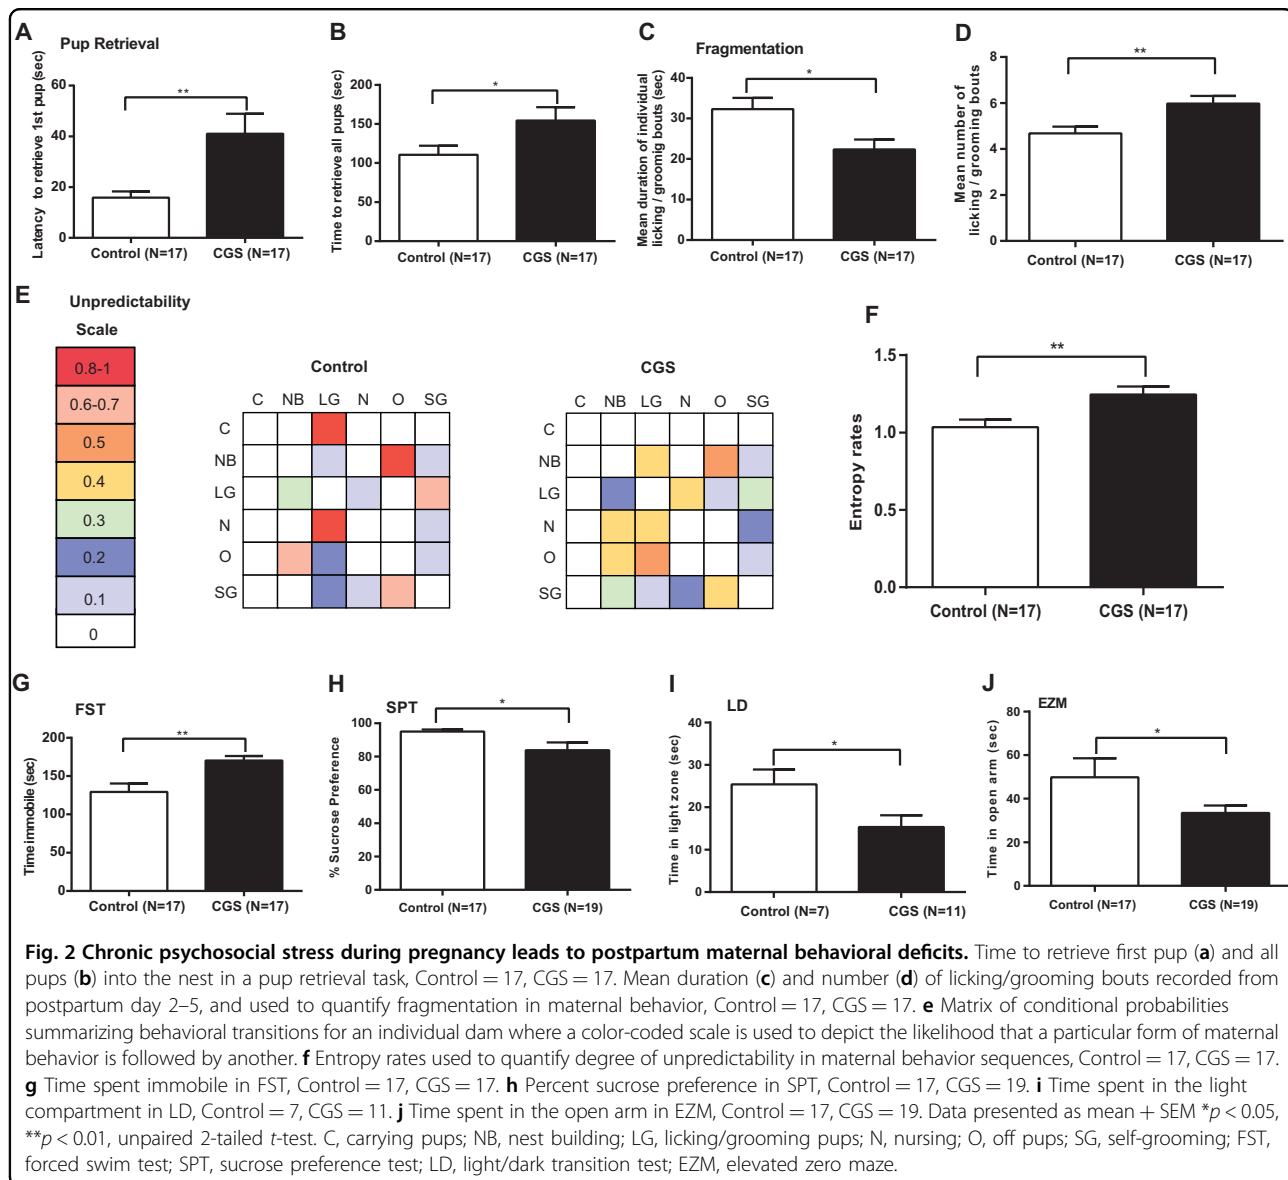 A
Pup Retrieval
Latency to retrieve 1st pup (sec)
60
40
20
0
**
Control (N=17)
CGS (N=17)
B
Time to retrieve all pups (sec)
200
150
100
50
0
*
Control (N=17)
CGS (N=17)
C
Fragmentation
Mean duration of individual
licking / groomig bouts (sec)
40
30
20
10
0
*
Control (N=17)
CGS (N=17)
D
Mean number of
licking / grooming bouts
8
6
4
2
0
**
Control (N=17)
CGS (N=17)
E
Unpredictability
Scale
0.8-1
0.6-0.7
0.5
0.4
0.3
0.2
0.1
0
Control
C NB LG N O SG
C
NB
LG
N
O
SG
CGS
C NB LG N O SG
C
NB
LG
N
O
SG
F
Entropy rates
1.5
1.0
0.5
0.0
**
Control (N=17)
CGS (N=17)
G
FST
Time immobile (sec)
200
150
100
50
0
**
Control (N=17)
CGS (N=17)
H
SPT
% Sucrose Preference
100
80
60
40
20
0
*
Control (N=17)
CGS (N=19)
I
LD
Time in light zone (sec)
40
30
20
10
0
*
Control (N=7)
CGS (N=11)
J
EZM
Time in open arm (sec)
80
60
40
20
0
*
Control (N=17)
CGS (N=19)
Fig. 2 Chronic psychosocial stress during pregnancy leads to postpartum maternal behavioral deficits. Time to retrieve first pup (a) and all
pups (b) into the nest in a pup retrieval task, Control = 17, CGS = 17. Mean duration (c) and number (d) of licking/grooming bouts recorded from
postpartum day 2–5, and used to quantify fragmentation in maternal behavior, Control = 17, CGS = 17. e Matrix of conditional probabilities
summarizing behavioral transitions for an individual dam where a color-coded scale is used to depict the likelihood that a particular form of maternal
behavior is followed by another. f Entropy rates used to quantify degree of unpredictability in maternal behavior sequences, Control = 17, CGS = 17.
g Time spent immobile in FST, Control = 17, CGS = 17. h Percent sucrose preference in SPT, Control = 17, CGS = 19. i Time spent in the light
compartment in LD, Control = 7, CGS = 11. j Time spent in the open arm in EZM, Control = 17, CGS = 19. Data presented as mean + SEM *p < 0.05,
**p < 0.01, unpaired 2-tailed t-test. C, carrying pups; NB, nest building; LG, licking/grooming pups; N, nursing; O, off pups; SG, self-grooming; FST,
forced swim test; SPT, sucrose preference test; LD, light/dark transition test; EZM, elevated zero maze.